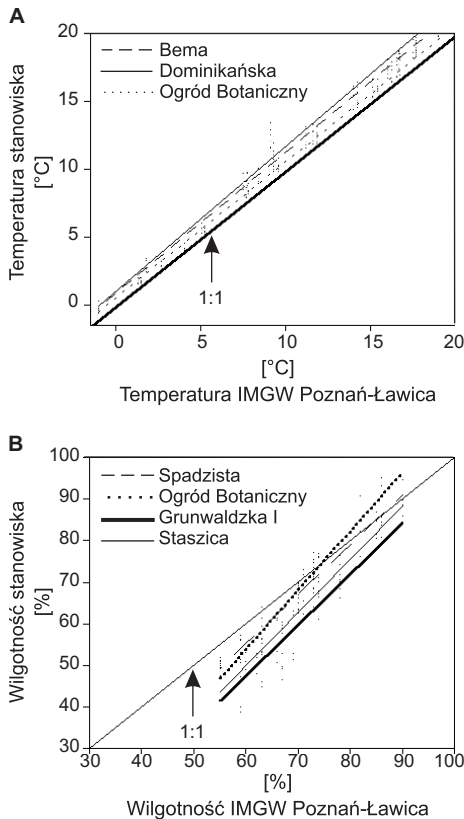 A
20
15
10
5
0
Temperatura stanowiska
[°C]
Bema
Dominikańska
Ogród Botaniczny
1:1
0 5 10 15 20
[°C]
Temperatura IMGW Poznań-Ławica
B
100
90
80
70
60
50
40
30
Wilgotność stanowiska
[%]
Spadzista
Ogród Botaniczny
Grunwaldzka I
Staszica
1:1
30 40 50 60 70 80 90 100
[%]
Wilgotność IMGW Poznań-Ławica